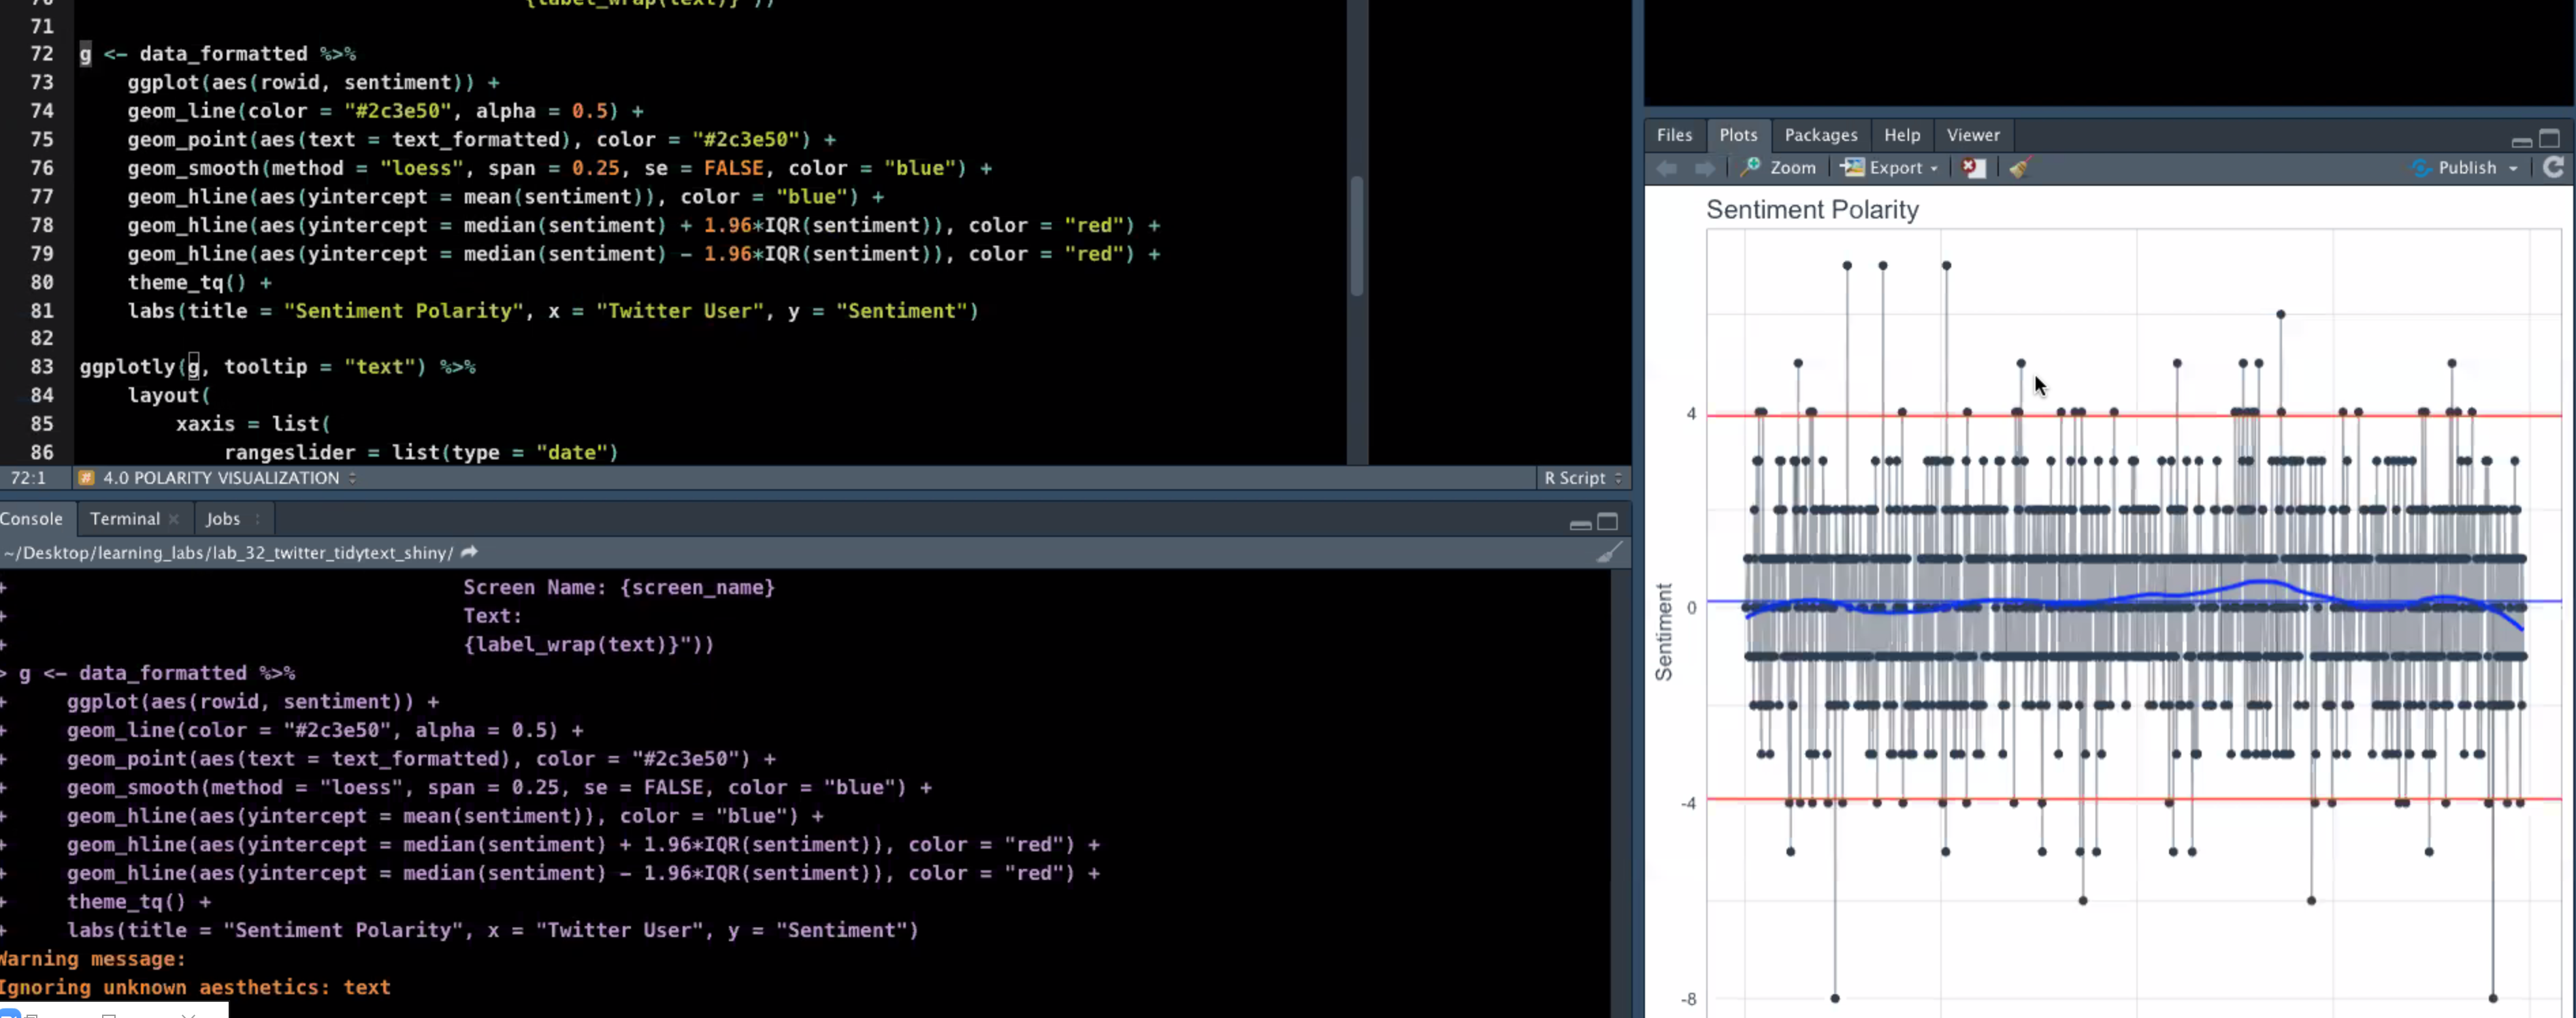 70 {label_wrap(text)}"))
71
72 g <- data_formatted %>%
73 ggplot(aes(rowid, sentiment)) +
74 geom_line(color = "#2c3e50", alpha = 0.5) +
75 geom_point(aes(text = text_formatted), color = "#2c3e50") +
76 geom_smooth(method = "loess", span = 0.25, se = FALSE, color = "blue") +
77 geom_hline(aes(yintercept = mean(sentiment)), color = "blue") +
78 geom_hline(aes(yintercept = median(sentiment) + 1.96*IQR(sentiment)), color = "red") +
79 geom_hline(aes(yintercept = median(sentiment) - 1.96*IQR(sentiment)), color = "red") +
80 theme_tq() +
81 labs(title = "Sentiment Polarity", x = "Twitter User", y = "Sentiment")
82
83 ggplotly(g, tooltip = "text") %>%
84 layout(
85 xaxis = list(
86 rangeslider = list(type = "date")
72:1 # 4.0 POLARITY VISUALIZATION R Script
Console Terminal Jobs
~/Desktop/learning_labs/lab_32_twitter_tidytext_shiny/
+ Screen Name: {screen_name}
+ Text:
+ {label_wrap(text)}"))
> g <- data_formatted %>%
+ ggplot(aes(rowid, sentiment)) +
+ geom_line(color = "#2c3e50", alpha = 0.5) +
+ geom_point(aes(text = text_formatted), color = "#2c3e50") +
+ geom_smooth(method = "loess", span = 0.25, se = FALSE, color = "blue") +
+ geom_hline(aes(yintercept = mean(sentiment)), color = "blue") +
+ geom_hline(aes(yintercept = median(sentiment) + 1.96*IQR(sentiment)), color = "red") +
+ geom_hline(aes(yintercept = median(sentiment) - 1.96*IQR(sentiment)), color = "red") +
+ theme_tq() +
+ labs(title = "Sentiment Polarity", x = "Twitter User", y = "Sentiment")
Warning message:
Ignoring unknown aesthetics: text
Files Plots Packages Help Viewer
Zoom Export Publish
Sentiment Polarity
Sentiment
4
0
-4
-8